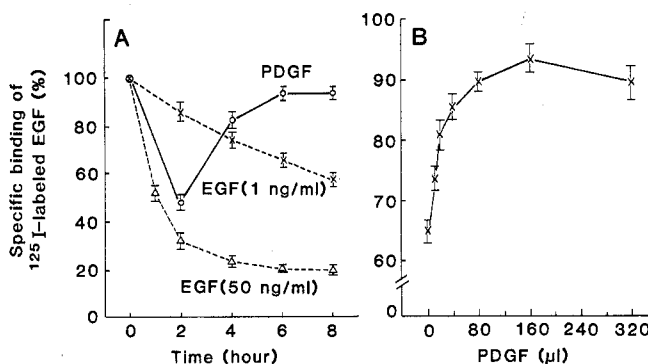 A
B
Specific binding of
¹²⁵I-labeled EGF (%)
100
80
60
40
20
0
PDGF
EGF(1 ng/ml)
EGF(50 ng/ml)
0 2 4 6 8
Time (hour)
100
90
80
70
60
0 80 160 240 320
PDGF (µl)